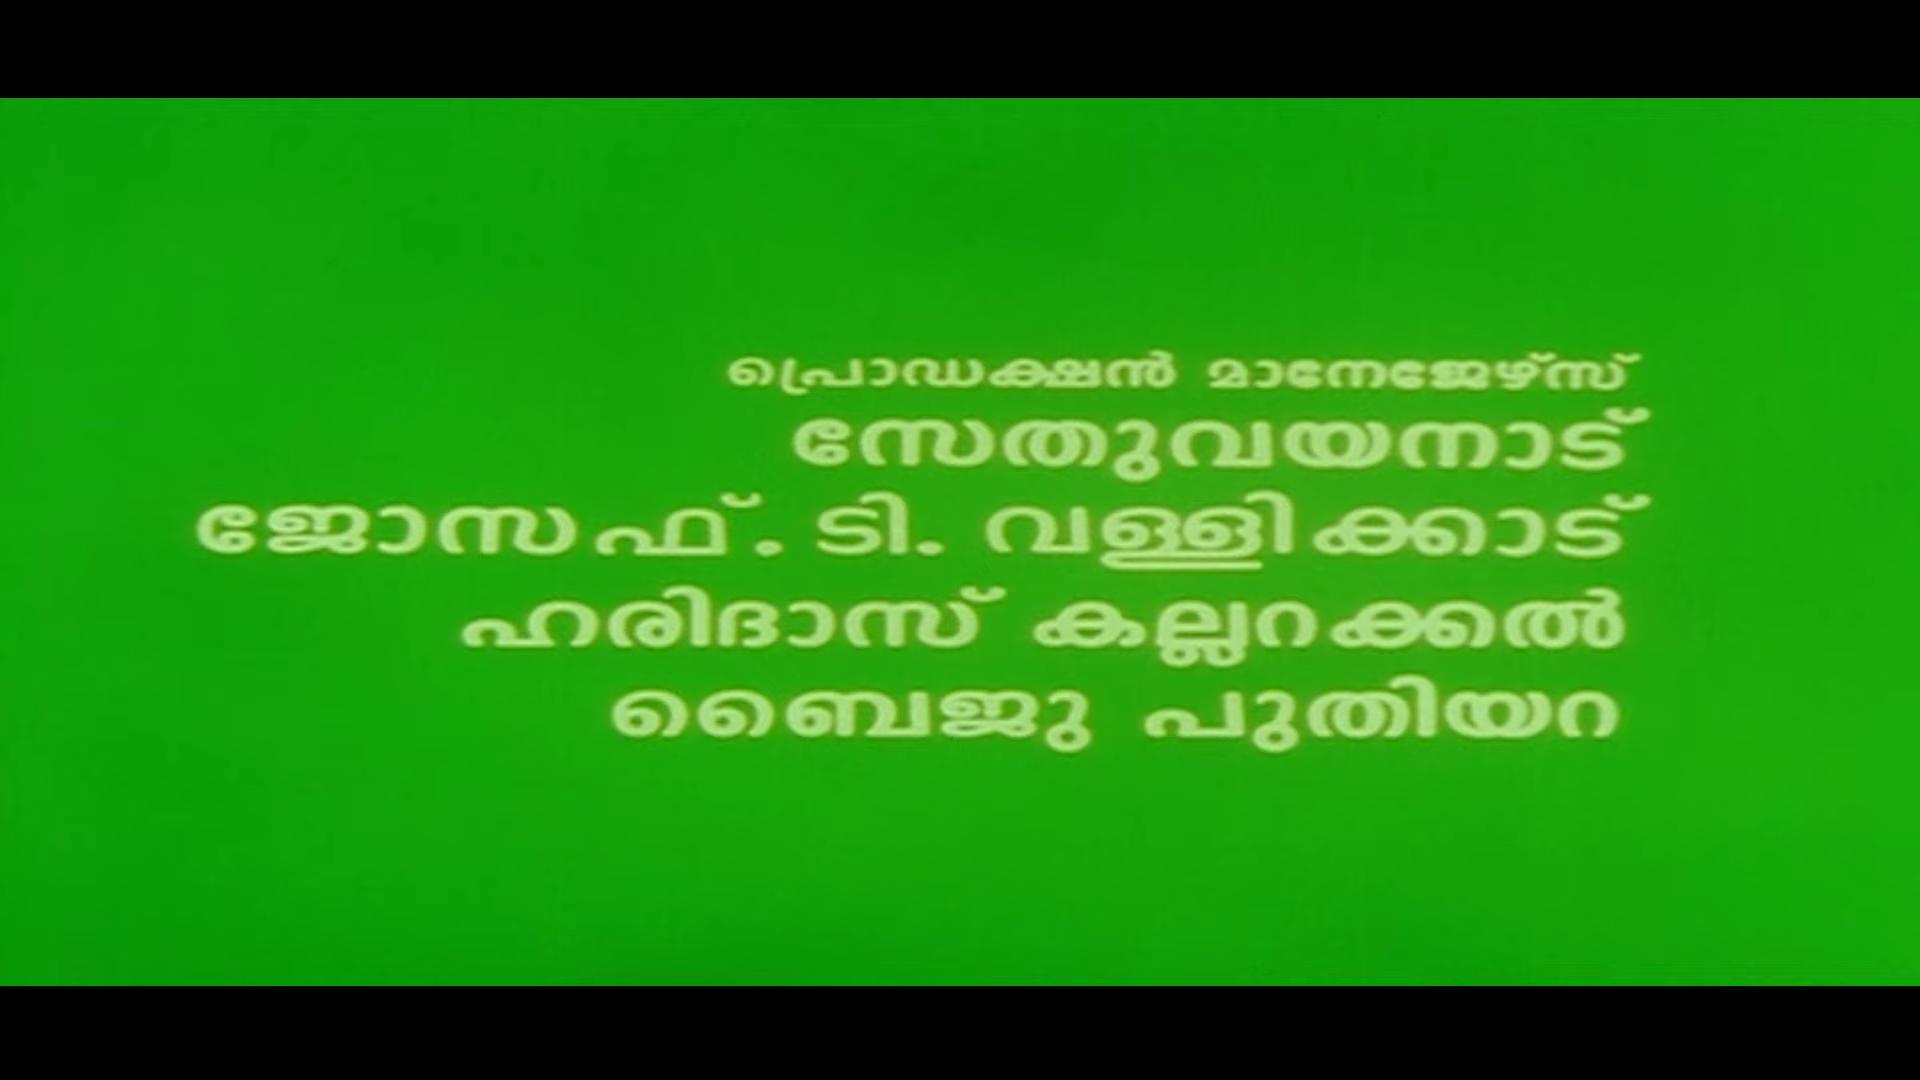 പ്രൊഡക്ഷൻ മാനേജേഴ്സ്
സേതുവയനാട്
ജോസഫ്. ടി. വള്ളിക്കാട്
ഹരിദാസ് കല്ലറക്കൽ
ബൈജു പുതിയറ